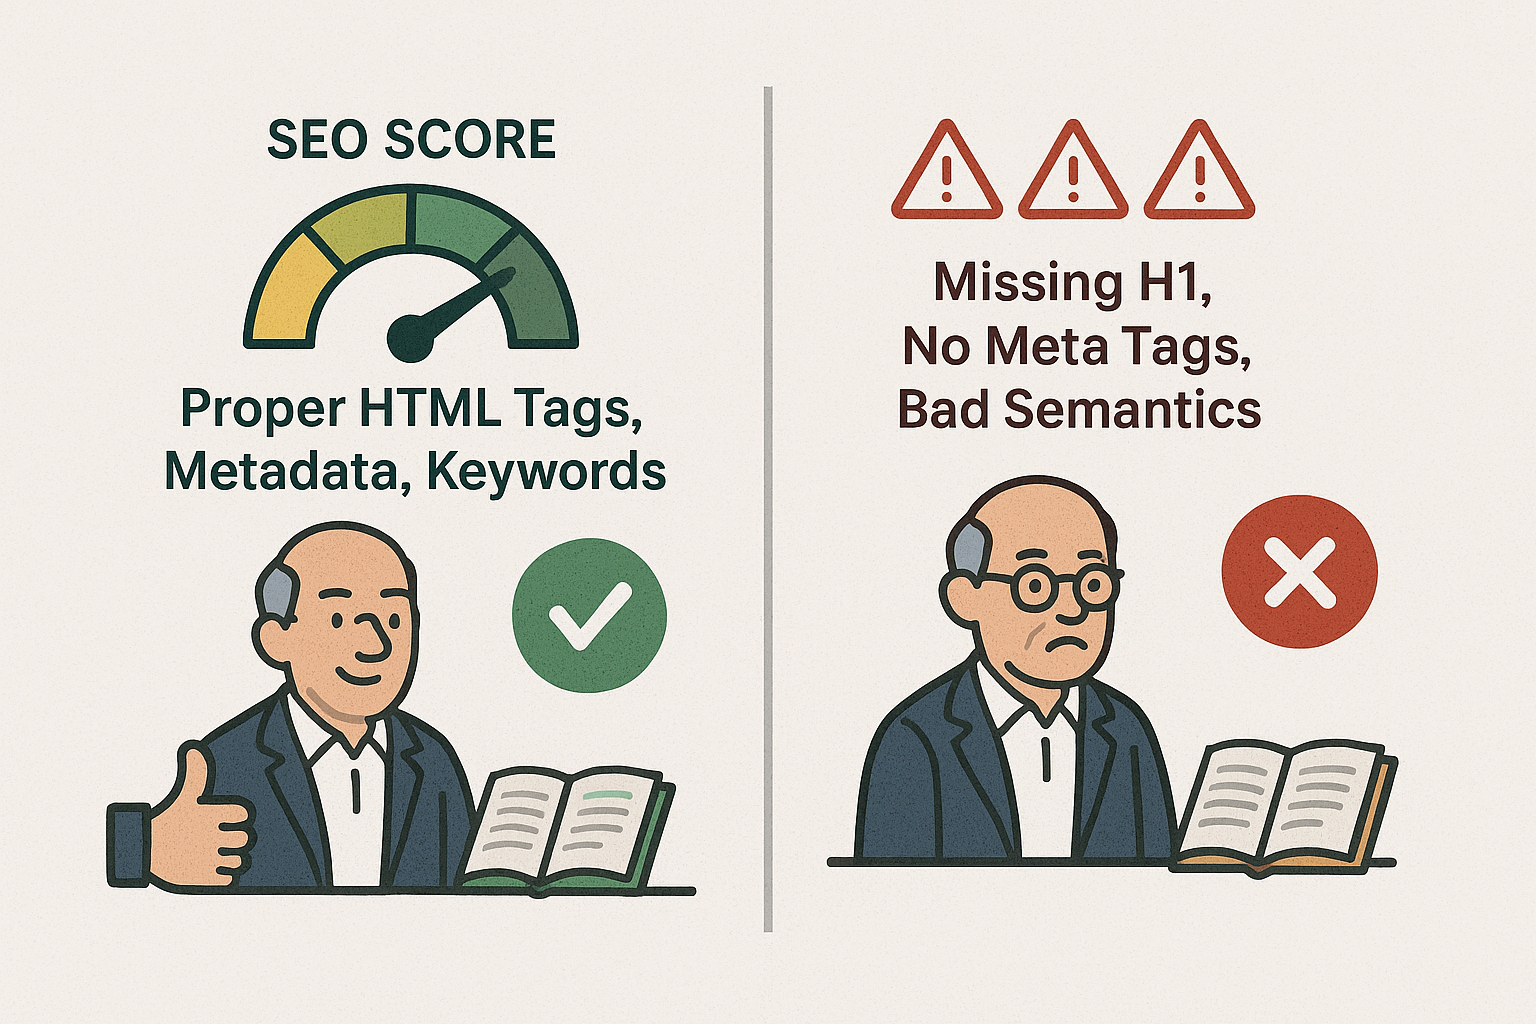 SEO SCORE
Proper HTML Tags,
Metadata, Keywords
Missing H1,
No Meta Tags,
Bad Semantics